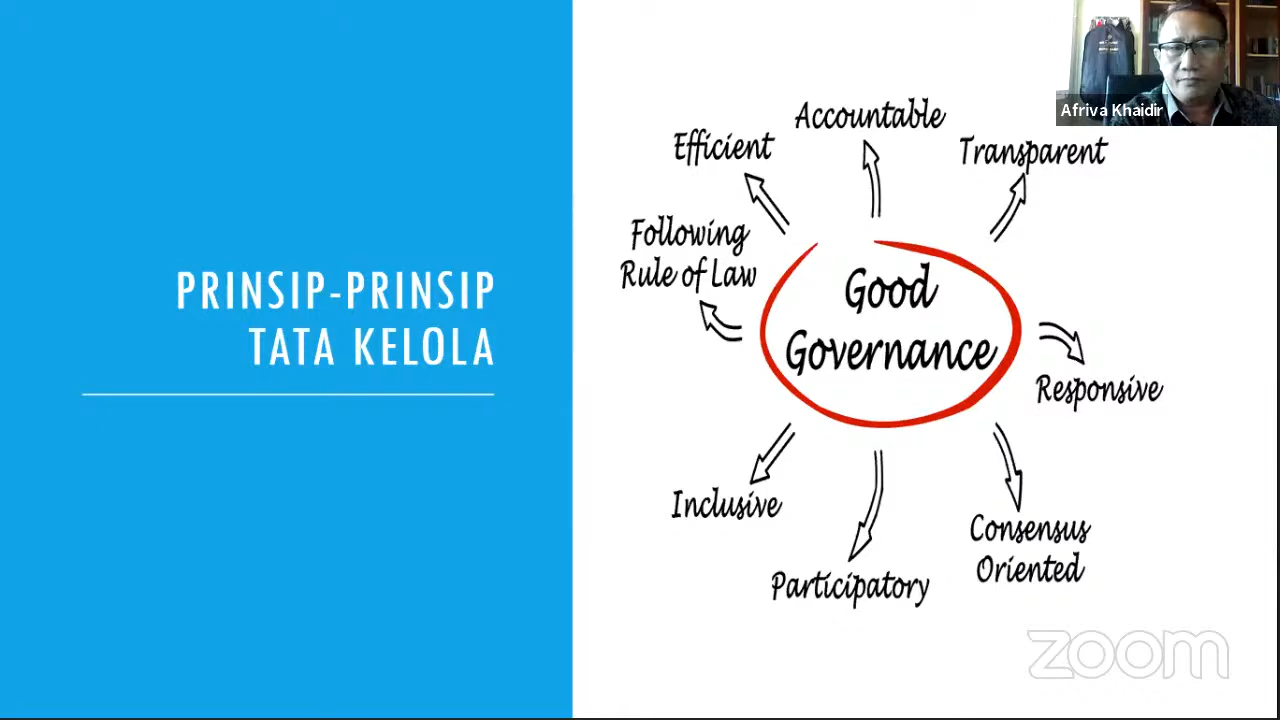 PRINSIP-PRINSIP
TATA KELOLA
Afriva Khaidir
Accountable
Efficient
Transparent
Following
Rule of Law
Good
Governance
Responsive
Inclusive
Consensus
Oriented
Participatory
zoom